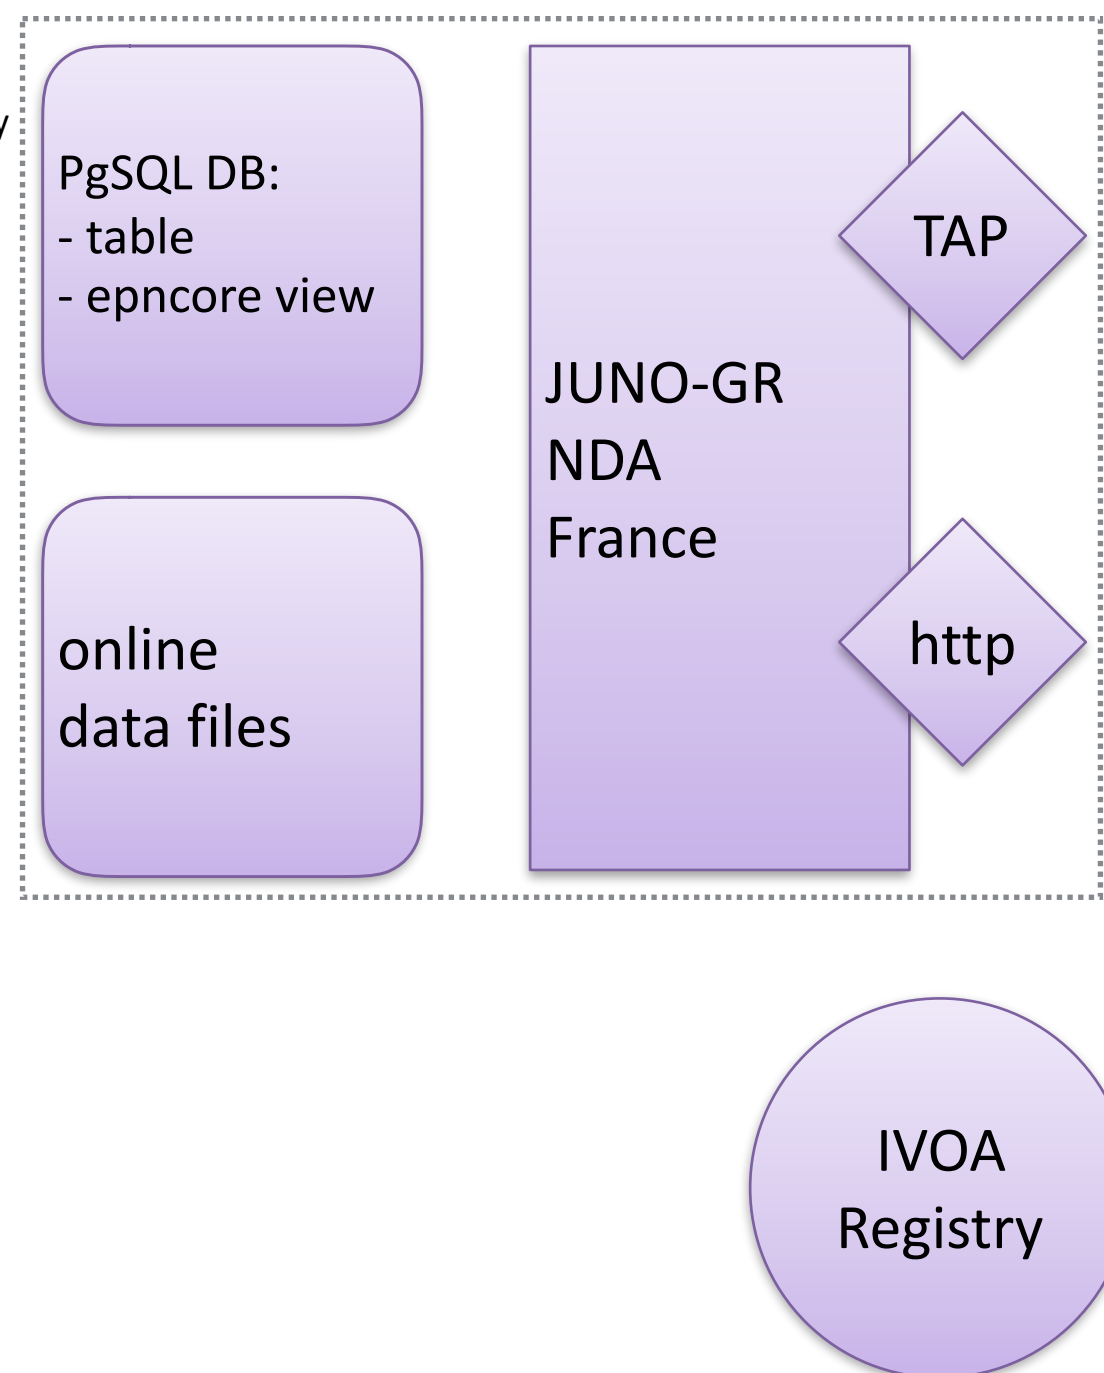 PgSQL DB:
- table
- epncore view
online
data files
JUNO-GR
NDA
France
TAP
http
IVOA
Registry